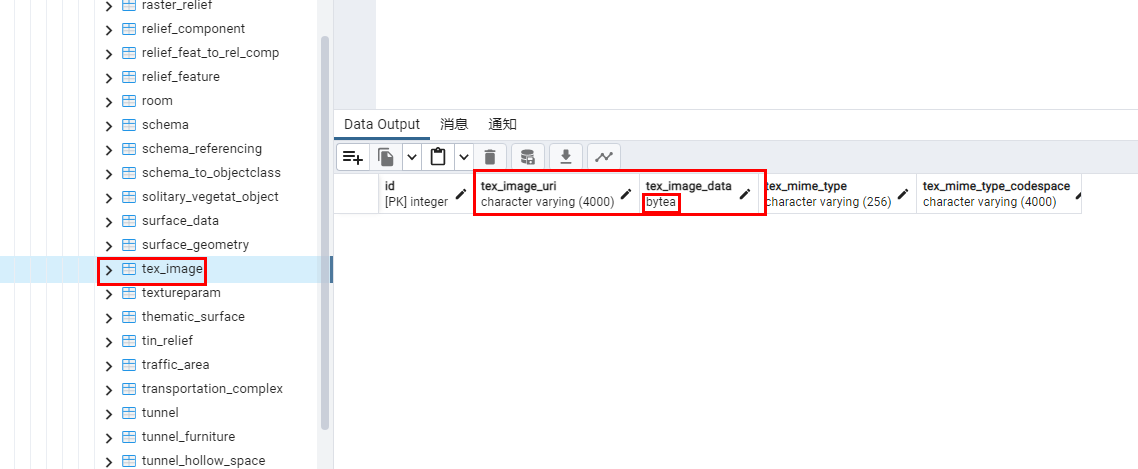 raster_relief
relief_component
relief_feat_to_rel_comp
relief_feature
room
schema
schema_referencing
schema_to_objectclass
solitary_vegetat_object
surface_data
surface_geometry
tex_image
textureparam
thematic_surface
tin_relief
traffic_area
transportation_complex
tunnel
tunnel_furniture
tunnel_hollow_space
Data Output 消息 通知
id tex_image_uri tex_image_data tex_mime_type tex_mime_type_codespace
[PK] integer character varying (4000) bytea character varying (256) character varying (4000)